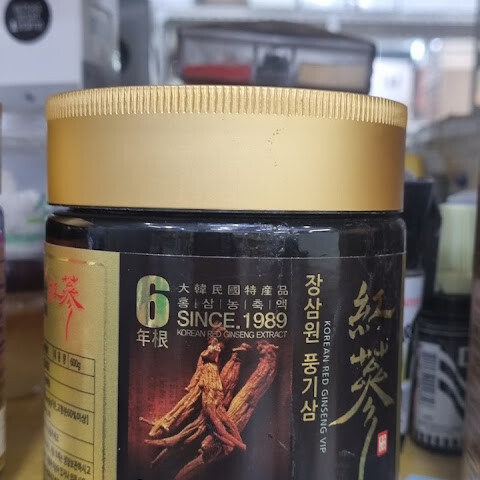 6
年根
大韓民國特産品
홍|삼|농|축|액
SINCE.1989
KOREAN RED GINSENG EXTRACT
장삼원 풍기삼
KOREAN RED GINSENG VIP
紅蔘
蔘
600g